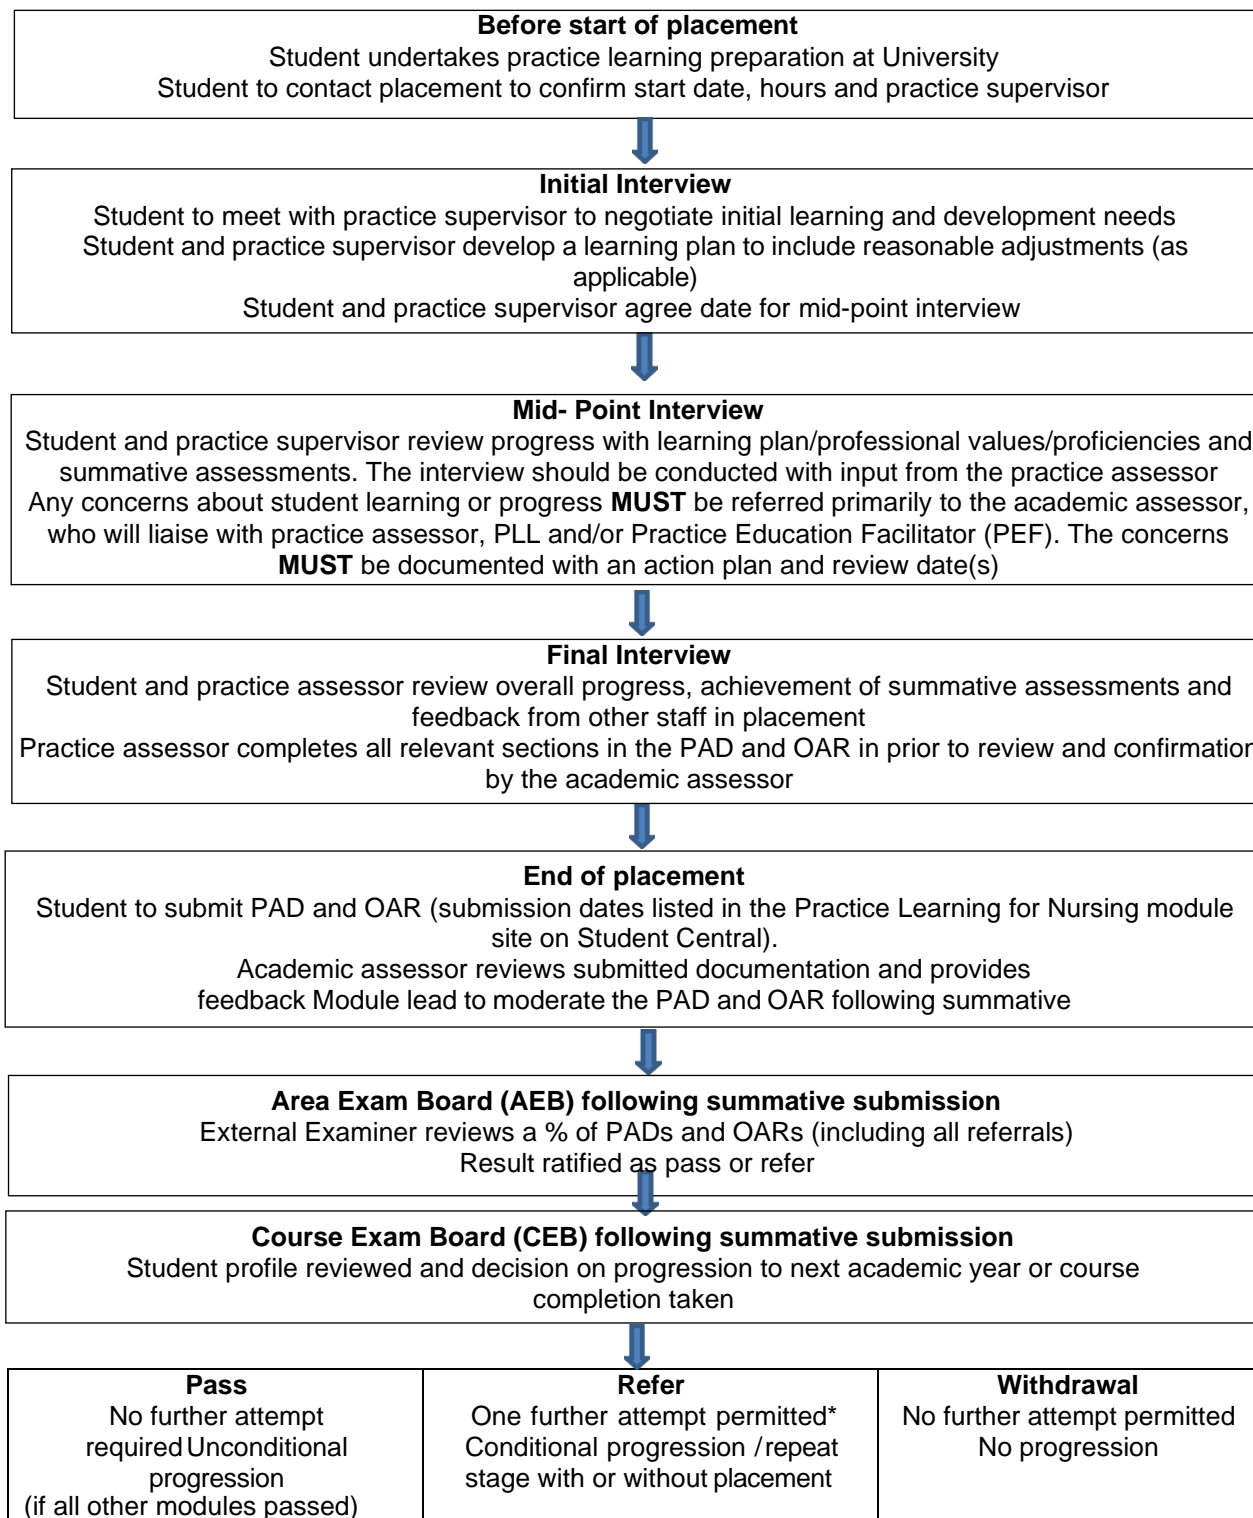 Before start of placement
Student undertakes practice learning preparation at University
Student to contact placement to confirm start date, hours and practice supervisor
Initial Interview
Student to meet with practice supervisor to negotiate initial learning and development needs
Student and practice supervisor develop a learning plan to include reasonable adjustments (as
applicable)
Student and practice supervisor agree date for mid-point interview
Mid- Point Interview
Student and practice supervisor review progress with learning plan/professional values/proficiencies and
summative assessments. The interview should be conducted with input from the practice assessor
Any concerns about student learning or progress MUST be referred primarily to the academic assessor,
who will liaise with practice assessor, PLL and/or Practice Education Facilitator (PEF). The concerns
MUST be documented with an action plan and review date(s)
Final Interview
Student and practice assessor review overall progress, achievement of summative assessments and
feedback from other staff in placement
Practice assessor completes all relevant sections in the PAD and OAR in prior to review and confirmation
by the academic assessor
End of placement
Student to submit PAD and OAR (submission dates listed in the Practice Learning for Nursing module
site on Student Central).
Academic assessor reviews submitted documentation and provides
feedback Module lead to moderate the PAD and OAR following summative
Area Exam Board (AEB) following summative submission
External Examiner reviews a % of PADs and OARs (including all referrals)
Result ratified as pass or refer
Course Exam Board (CEB) following summative submission
Student profile reviewed and decision on progression to next academic year or course
completion taken
Pass
No further attempt
required Unconditional
progression
(if all other modules passed)
Refer
One further attempt permitted*
Conditional progression / repeat
stage with or without placement
Withdrawal
No further attempt permitted
No progression